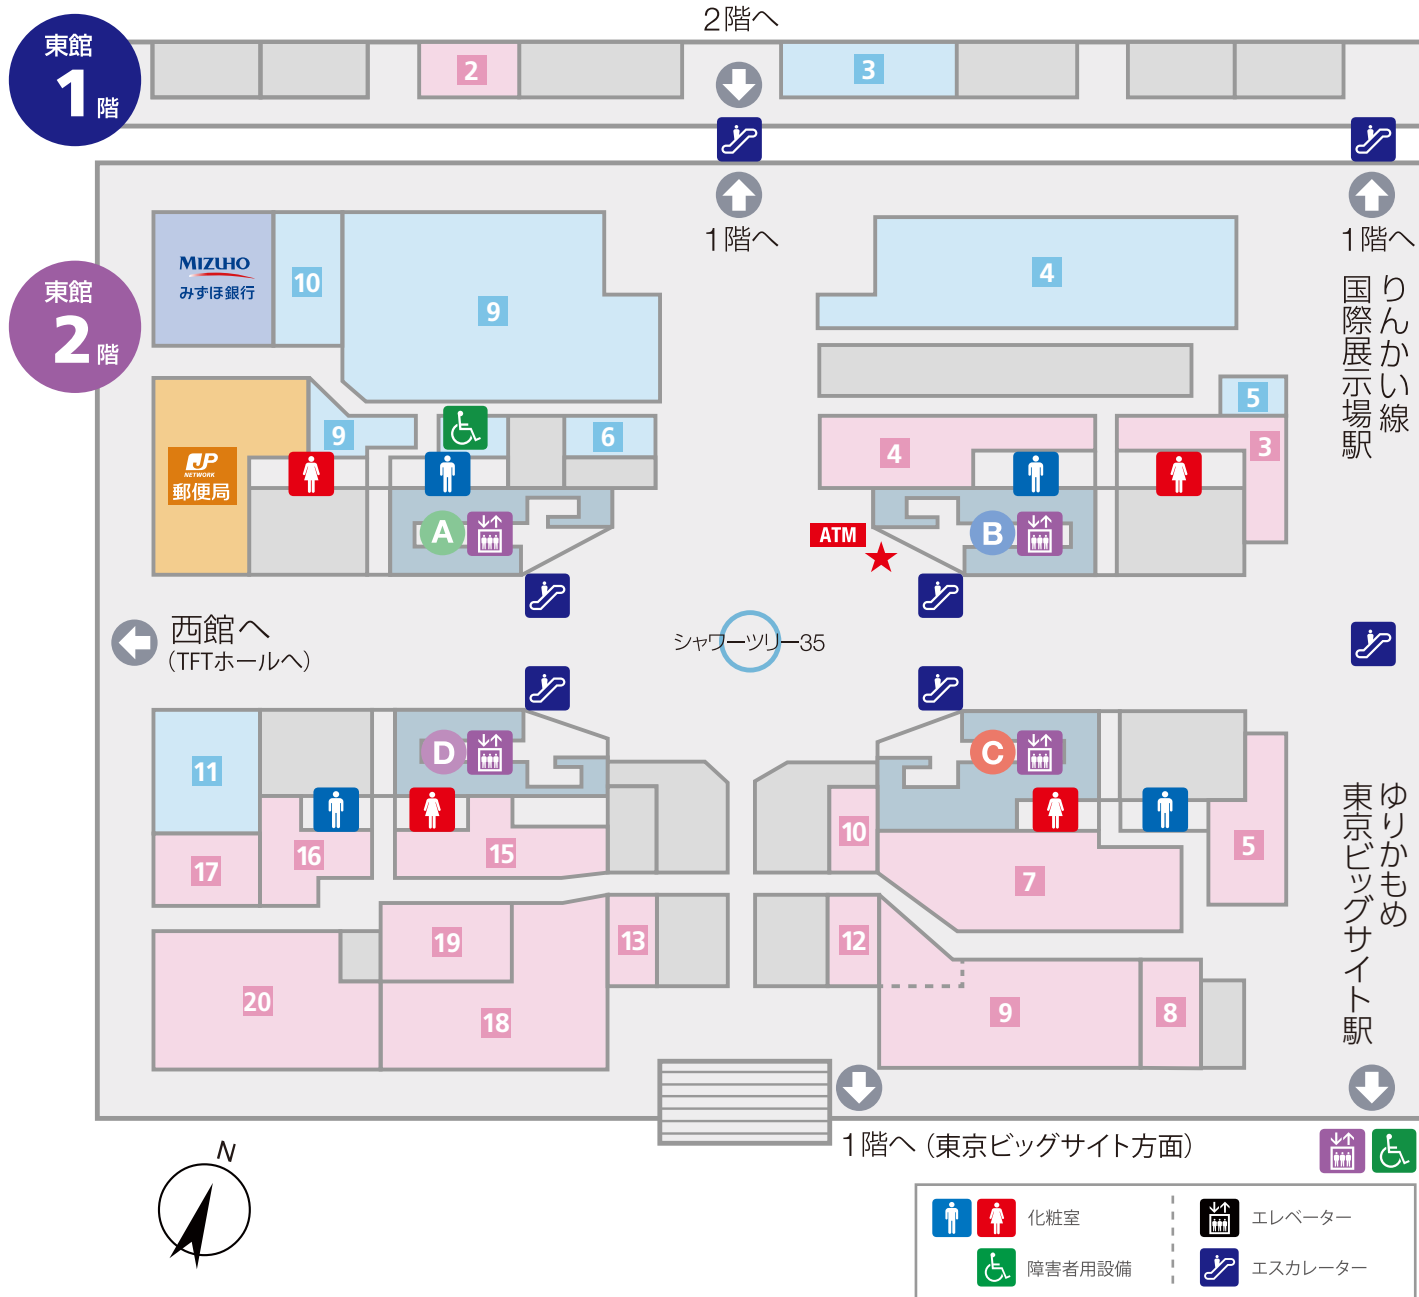 2階へ
東館
1階
2
3
1階へ
1階へ
東館
2階
MIZUHO
みずほ銀行
10
9
4
りんかい線
国際展示場駅
5
9
6
4
3
JP
NETWORK
郵便局
A
B
ATM
西館へ
(TFTホールへ)
シャワーツリー35
11
D
C
17
16
15
10
7
5
ゆりかもめ
東京ビッグサイト駅
19
13
12
20
18
9
8
1階へ(東京ビッグサイト方面)
N
化粧室
エレベーター
障害者用設備
エスカレーター